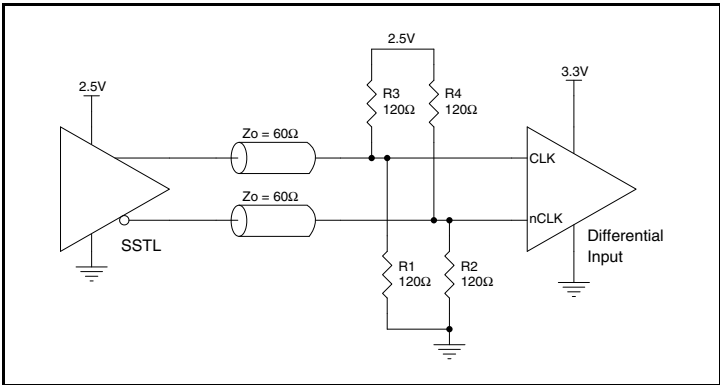 2.5V
2.5V
3.3V
R3
120Ω
R4
120Ω
Zo = 60Ω
CLK
Zo = 60Ω
nCLK
SSTL
Differential
Input
R1
120Ω
R2
120Ω